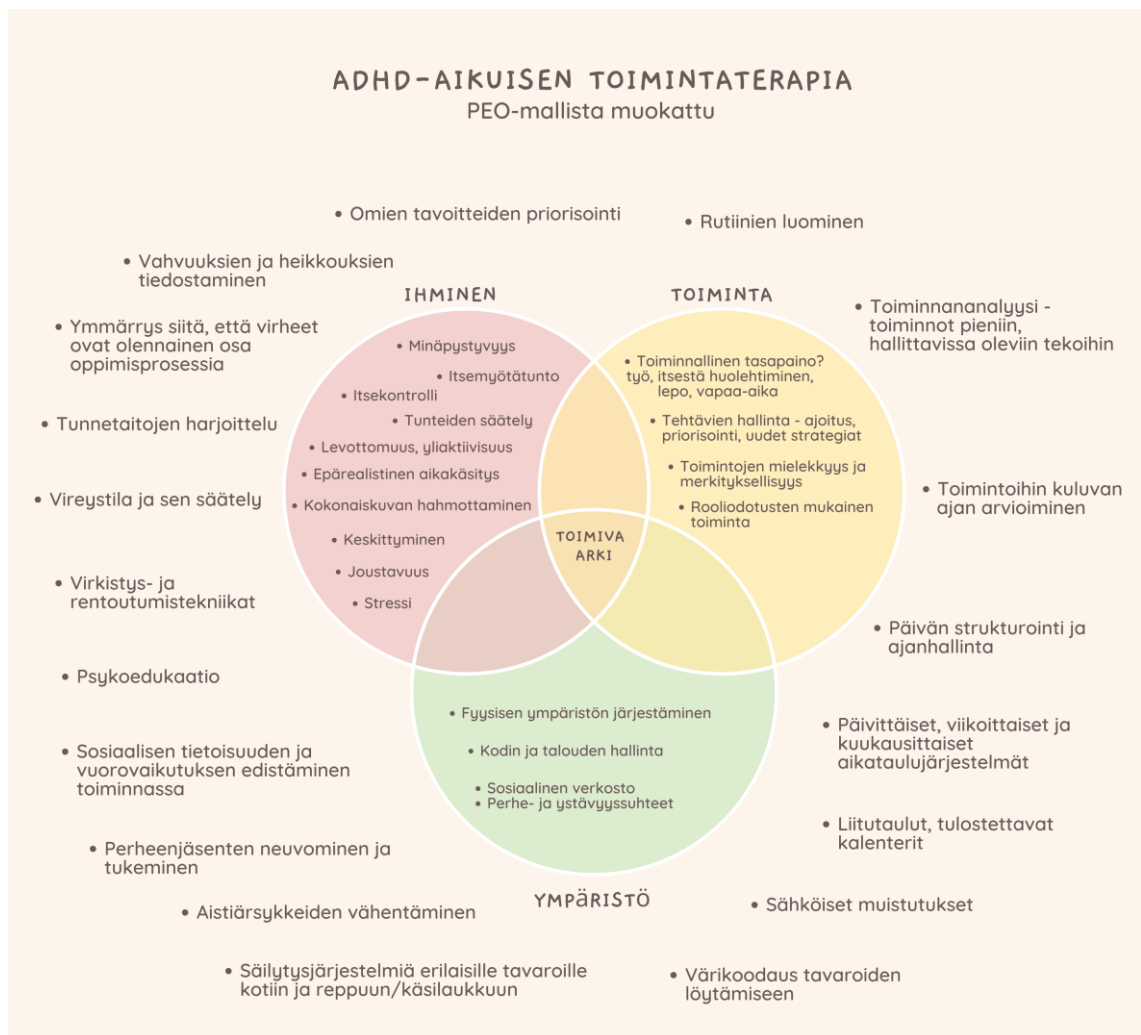 ADHD-AIKUISEN TOIMINTATERAPIA
PEO-mallista muokattu
• Omien tavoitteiden priorisointi
• Rutiinien luominen
• Vahvuuksien ja heikkouksien
tiedostaminen
IHMINEN
TOIMINTA
• Toiminnananalyysi -
toiminnot pieniin,
hallittavissa oleviin tekoihin
• Ymmärrys siitä, että virheet
ovat olennainen osa
oppimisprosessia
• Tunnetaitojen harjoittelu
• Vireystila ja sen säätely
• Virkistys- ja
rentoutumistekniikat
• Psykoedukaatio
• Sosiaalisen tietoisuuden ja
vuorovaikutuksen edistäminen
toiminnassa
• Perheenjäsenten neuvominen ja
tukeminen
• Aistiärsykkeiden vähentäminen
• Säilytysjärjestelmiä erilaisille tavaroille
kotiin ja reppuun/käsilaukkuun
• Minäpystyvyys
• Itsemyötätunto
• Itsekontrolli
• Tunteiden säätely
• Levottomuus, yliaktiivisuus
• Epärealistinen aikakäsitys
• Kokonaiskuvan hahmottaminen
• Keskittyminen
• Joustavuus
• Stressi
• Toiminnallinen tasapaino?
työ, itsestä huolehtiminen,
lepo, vapaa-aika
• Tehtävien hallinta - ajoitus,
priorisointi, uudet strategiat
• Toimintojen mielekkyys ja
merkityksellisyys
• Rooliodotusten mukainen
toiminta
TOIMIVA
ARKI
• Fyysisen ympäristön järjestäminen
• Kodin ja talouden hallinta
• Sosiaalinen verkosto
• Perhe- ja ystävyyssuhteet
YMPÄRISTÖ
• Toimintoihin kuluvan
ajan arvioiminen
• Päivän strukturointi ja
ajanhallinta
• Päivittäiset, viikoittaiset ja
kuukausittaiset
aikataulujärjestelmät
• Liitutaulut, tulostettavat
kalenterit
• Sähköiset muistutukset
• Värikoodaus tavaroiden
löytämiseen